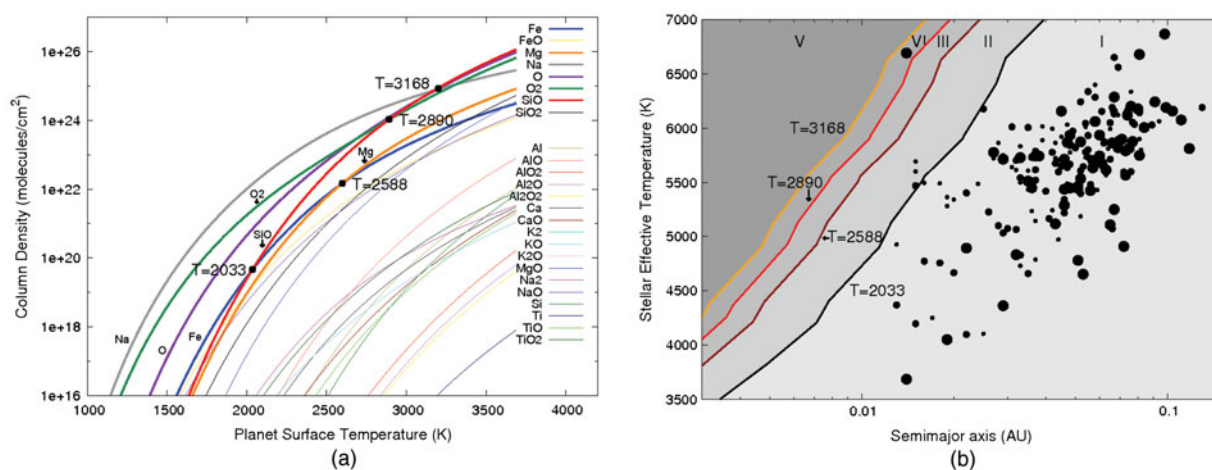 Column Density (molecules/cm²)
1e+26
1e+24
1e+22
1e+20
1e+18
1e+16
1000
1500
2000
2500
3000
3500
4000
Planet Surface Temperature (K)
T=3168
T=2890
T=2588
T=2033
Mg
O2
SiO
Na
O
Fe
Fe
FeO
Mg
Na
O
O2
SiO
SiO2
Al
AlO
AlO2
Al2O
Al2O2
Ca
CaO
K2
KO
K2O
MgO
Na2
NaO
Si
Ti
TiO
TiO2
(a)
Stellar Effective Temperature (K)
7000
6500
6000
5500
5000
4500
4000
3500
V
VI
III
II
I
T=3168
T=2890
T=2588
T=2033
0.01
0.1
Semimajor axis (AU)
(b)